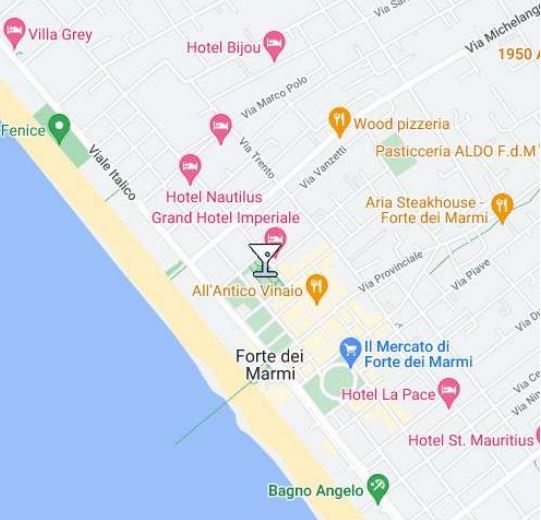 Via San
Villa Grey
Hotel Bijou
Via Michelang
1950 A
Via Marco Polo
Wood pizzeria
Fenice
Viale Italico
Via Trento
Via Vanzetti
Pasticceria ALDO F.d.M
Hotel Nautilus
Grand Hotel Imperiale
Aria Steakhouse -
Forte dei Marmi
Via Provinciale
Via Piave
All'Antico Vinaio
Via Du
Forte dei
Marmi
Il Mercato di
Forte dei Marmi
Via Ce
Hotel La Pace
Via Nin
Hotel St. Mauritius
Bagno Angelo